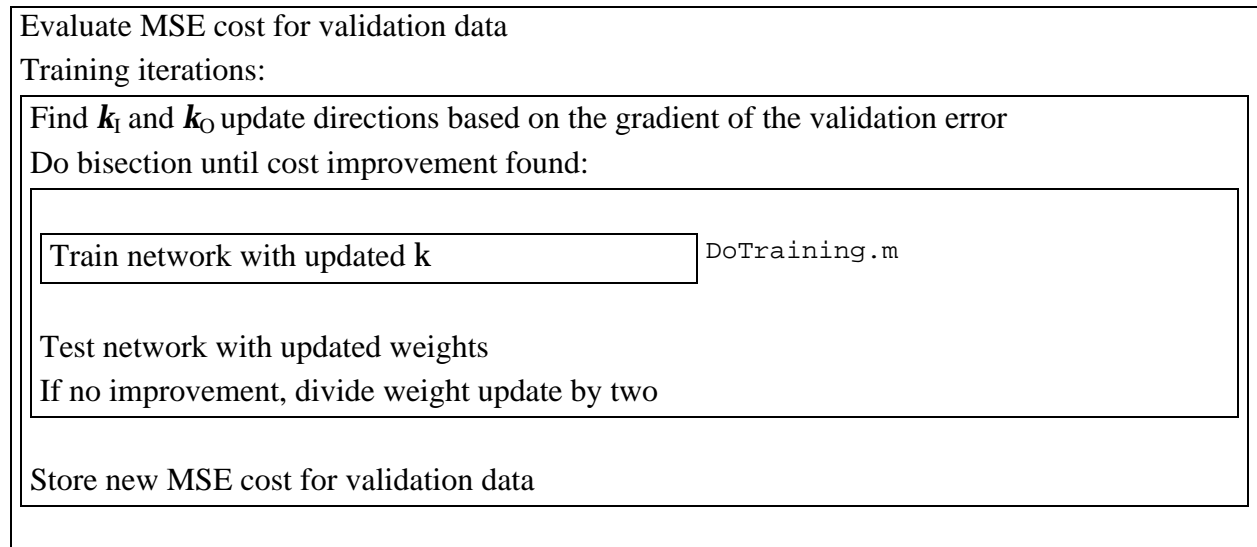 Evaluate MSE cost for validation data
Training iterations:
Find k_I and k_O update directions based on the gradient of the validation error
Do bisection until cost improvement found:
Train network with updated k DoTraining.m
Test network with updated weights
If no improvement, divide weight update by two
Store new MSE cost for validation data